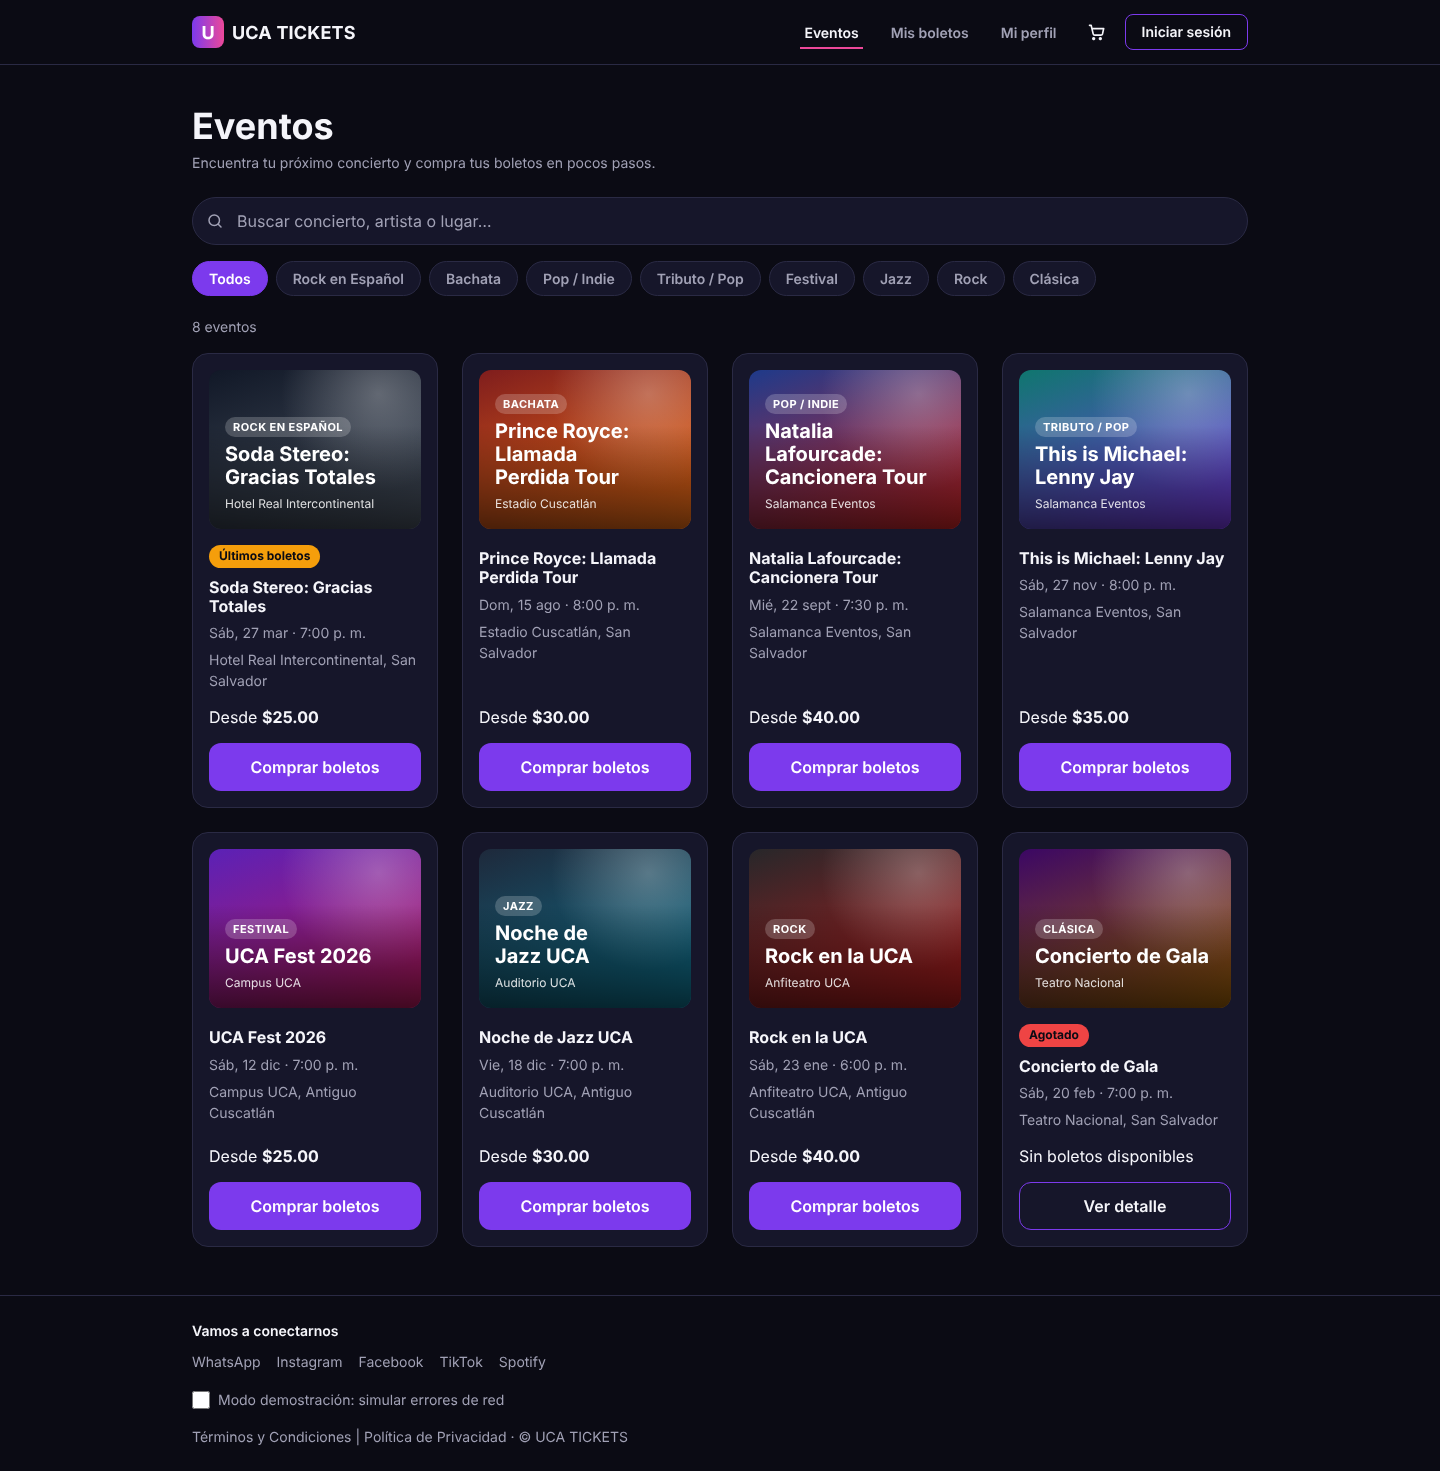 U UCA TICKETS
Eventos Mis boletos Mi perfil Iniciar sesión
Eventos
Encuentra tu próximo concierto y compra tus boletos en pocos pasos.
Buscar concierto, artista o lugar...
Todos Rock en Español Bachata Pop / Indie Tributo / Pop Festival Jazz Rock Clásica
8 eventos
ROCK EN ESPAÑOL
Soda Stereo:
Gracias Totales
Hotel Real Intercontinental
Últimos boletos
Soda Stereo: Gracias
Totales
Sáb, 27 mar · 7:00 p. m.
Hotel Real Intercontinental, San
Salvador
Desde $25.00
Comprar boletos
BACHATA
Prince Royce:
Llamada
Perdida Tour
Estadio Cuscatlán
Prince Royce: Llamada
Perdida Tour
Dom, 15 ago · 8:00 p. m.
Estadio Cuscatlán, San
Salvador
Desde $30.00
Comprar boletos
POP / INDIE
Natalia
Lafourcade:
Cancionera Tour
Salamanca Eventos
Natalia Lafourcade:
Cancionera Tour
Mié, 22 sept · 7:30 p. m.
Salamanca Eventos, San
Salvador
Desde $40.00
Comprar boletos
TRIBUTO / POP
This is Michael:
Lenny Jay
Salamanca Eventos
This is Michael: Lenny Jay
Sáb, 27 nov · 8:00 p. m.
Salamanca Eventos, San
Salvador
Desde $35.00
Comprar boletos
FESTIVAL
UCA Fest 2026
Campus UCA
UCA Fest 2026
Sáb, 12 dic · 7:00 p. m.
Campus UCA, Antiguo
Cuscatlán
Desde $25.00
Comprar boletos
JAZZ
Noche de
Jazz UCA
Auditorio UCA
Noche de Jazz UCA
Vie, 18 dic · 7:00 p. m.
Auditorio UCA, Antiguo
Cuscatlán
Desde $30.00
Comprar boletos
ROCK
Rock en la UCA
Anfiteatro UCA
Rock en la UCA
Sáb, 23 ene · 6:00 p. m.
Anfiteatro UCA, Antiguo
Cuscatlán
Desde $40.00
Comprar boletos
CLÁSICA
Concierto de Gala
Teatro Nacional
Agotado
Concierto de Gala
Sáb, 20 feb · 7:00 p. m.
Teatro Nacional, San Salvador
Sin boletos disponibles
Ver detalle
Vamos a conectarnos
WhatsApp Instagram Facebook TikTok Spotify
Modo demostración: simular errores de red
Términos y Condiciones | Política de Privacidad · © UCA TICKETS